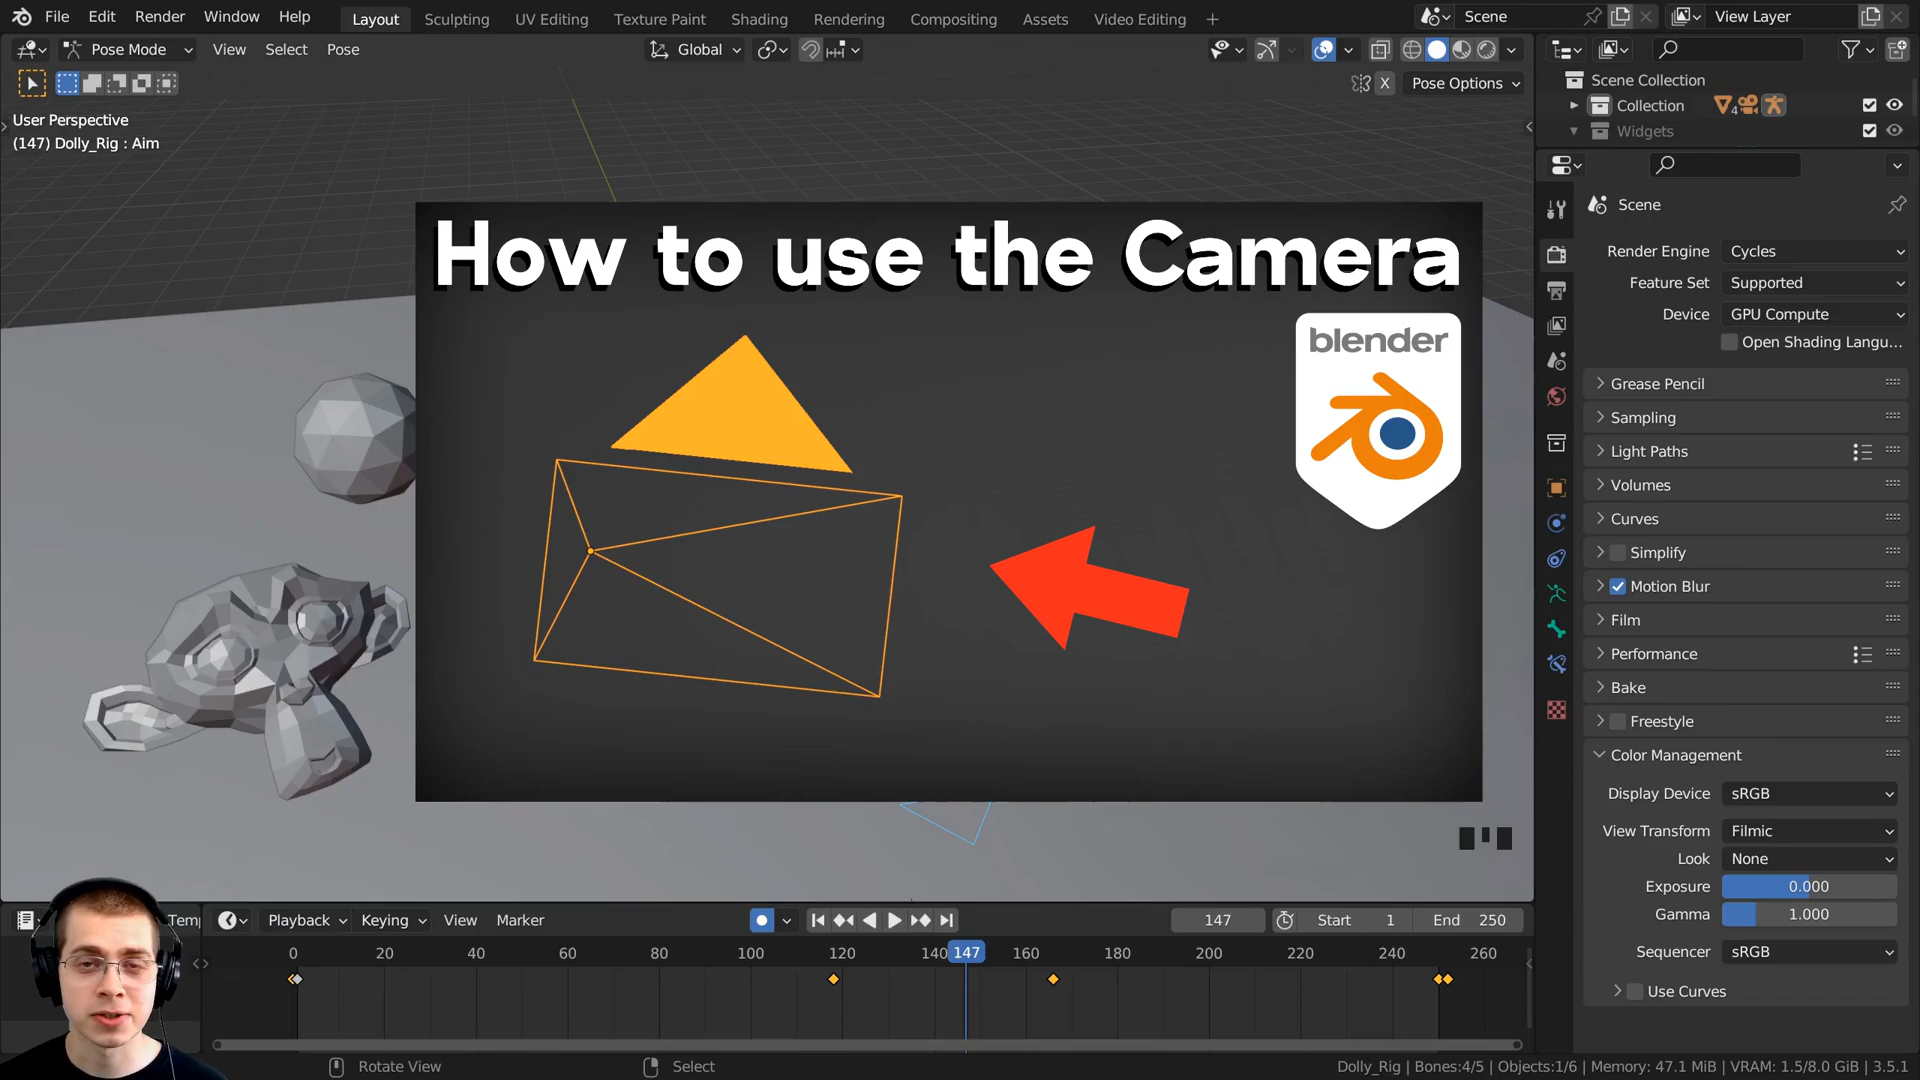 File Edit Render Window Help Layout Sculpting UV Editing Texture Paint Shading Rendering Compositing Assets Video Editing Scene View Layer
Pose Mode View Select Pose Global
X Pose Options
User Perspective
(147) Dolly_Rig : Aim
How to use the Camera
blender
Scene Collection
Collection 4
Widgets
Scene
Render Engine Cycles
Feature Set Supported
Device GPU Compute
Open Shading Langu...
Grease Pencil
Sampling
Light Paths
Volumes
Curves
Simplify
Motion Blur
Film
Performance
Bake
Freestyle
Color Management
Display Device sRGB
View Transform Filmic
Look None
Exposure 0.000
Gamma 1.000
Sequencer sRGB
Use Curves
Temp Playback Keying View Marker 147 Start 1 End 250
0 20 40 60 80 100 120 140 147 160 180 200 220 240 260
Rotate View Select Dolly_Rig | Bones:4/5 | Objects:1/6 | Memory: 47.1 MiB | VRAM: 1.5/8.0 GiB | 3.5.1